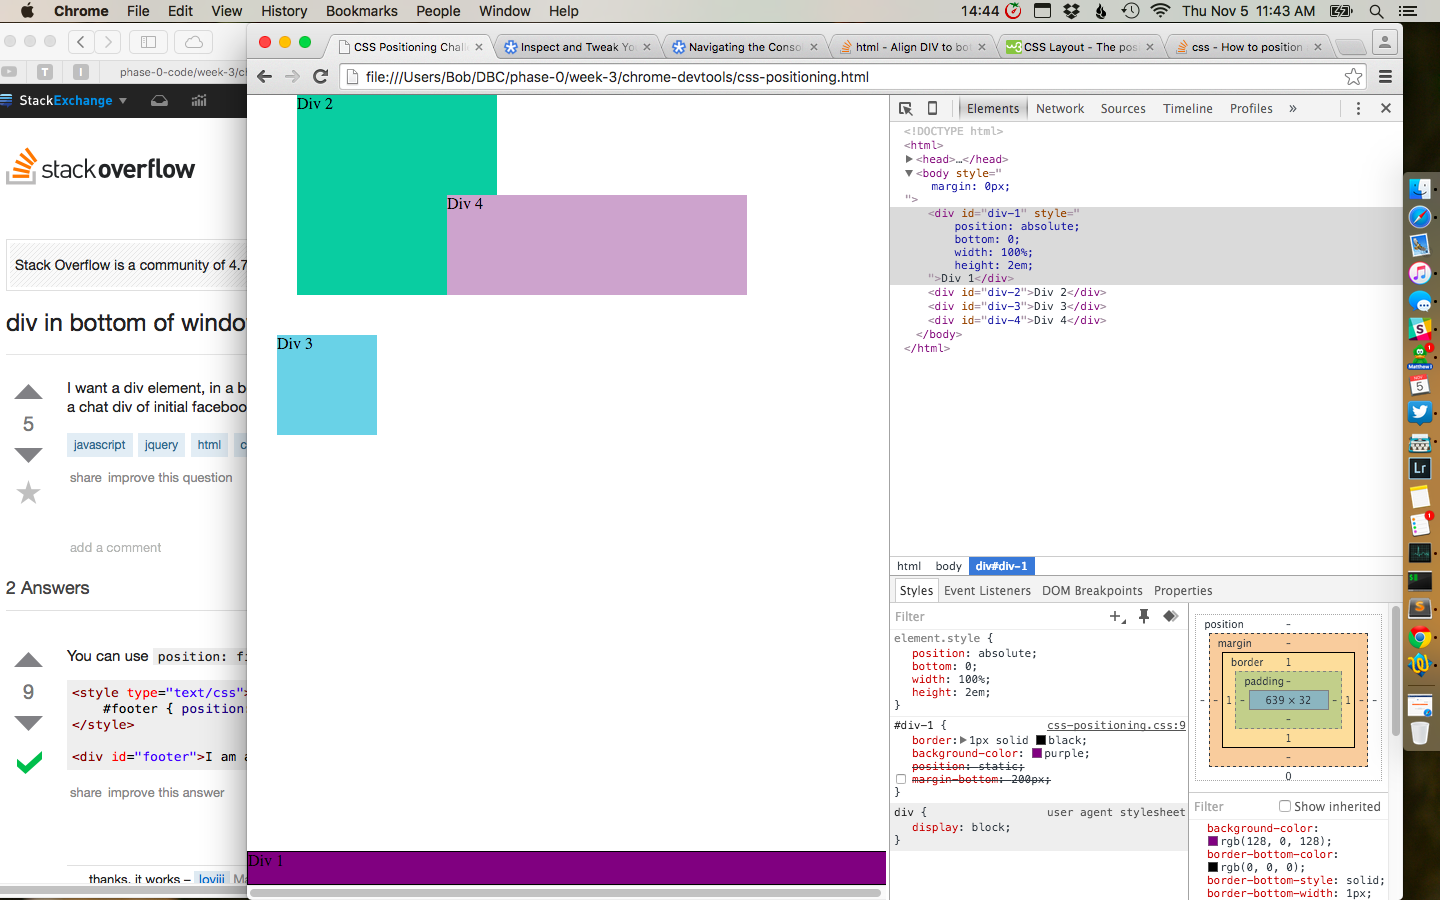 Chrome File Edit View History Bookmarks People Window Help 14:44 Thu Nov 5 11:43 AM
T I phase-0-code/week-3/cl
CSS Positioning Chall Inspect and Tweak Yo Navigating the Conso html - Align DIV to bot CSS Layout - The pos css - How to position
file:///Users/Bob/DBC/phase-0/week-3/chrome-devtools/css-positioning.html
StackExchange
stackoverflow
Stack Overflow is a community of 4.7
div in bottom of windo
I want a div element, in a b
a chat div of initial faceboo
5
javascript jquery html c
share improve this question
add a comment
2 Answers
You can use position: fi
9
<style type="text/css">
#footer { position:
</style>
<div id="footer">I am a
share improve this answer
thanks, it works – loviji Ma
Div 2
Div 4
Div 3
Div 1
Elements Network Sources Timeline Profiles »
<!DOCTYPE html>
<html>
<head>…</head>
<body style="
margin: 0px;
">
<div id="div-1" style="
position: absolute;
bottom: 0;
width: 100%;
height: 2em;
">Div 1</div>
<div id="div-2">Div 2</div>
<div id="div-3">Div 3</div>
<div id="div-4">Div 4</div>
</body>
</html>
html body div#div-1
Styles Event Listeners DOM Breakpoints Properties
Filter
element.style {
position: absolute;
bottom: 0;
width: 100%;
height: 2em;
}
#div-1 { css-positioning.css:9
border: 1px solid black;
background-color: purple;
position: static;
margin-bottom: 200px;
}
div { user agent stylesheet
display: block;
}
position -
margin -
border 1
padding -
- - 1 - 639 × 32 - 1 - -
-
1
-
0
Filter Show inherited
background-color:
rgb(128, 0, 128);
border-bottom-color:
rgb(0, 0, 0);
border-bottom-style: solid;
border-bottom-width: 1px;
1
Matthew I
5
Lr
1